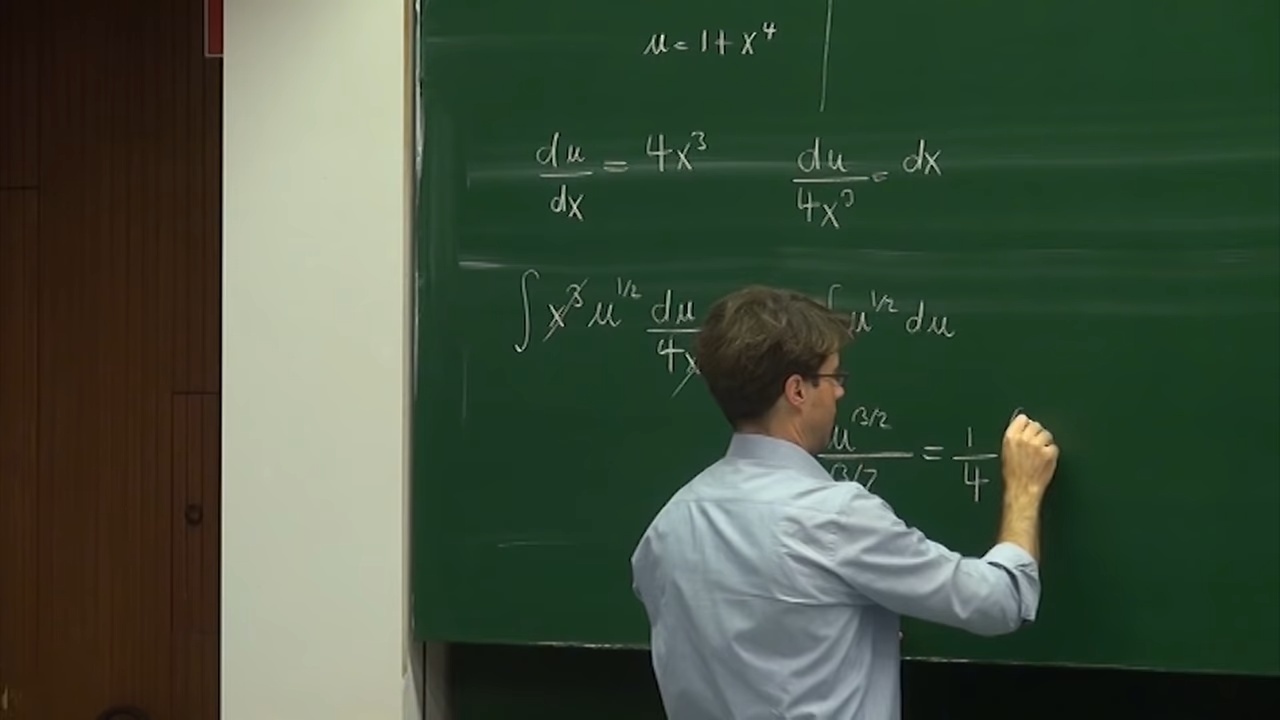 u = 1 + x⁴
du/dx = 4x³ du/4x³ = dx
∫ x³ u^{1/2} du/4x ∫ u^{1/2} du
u^{3/2}/3/2 = 1/4